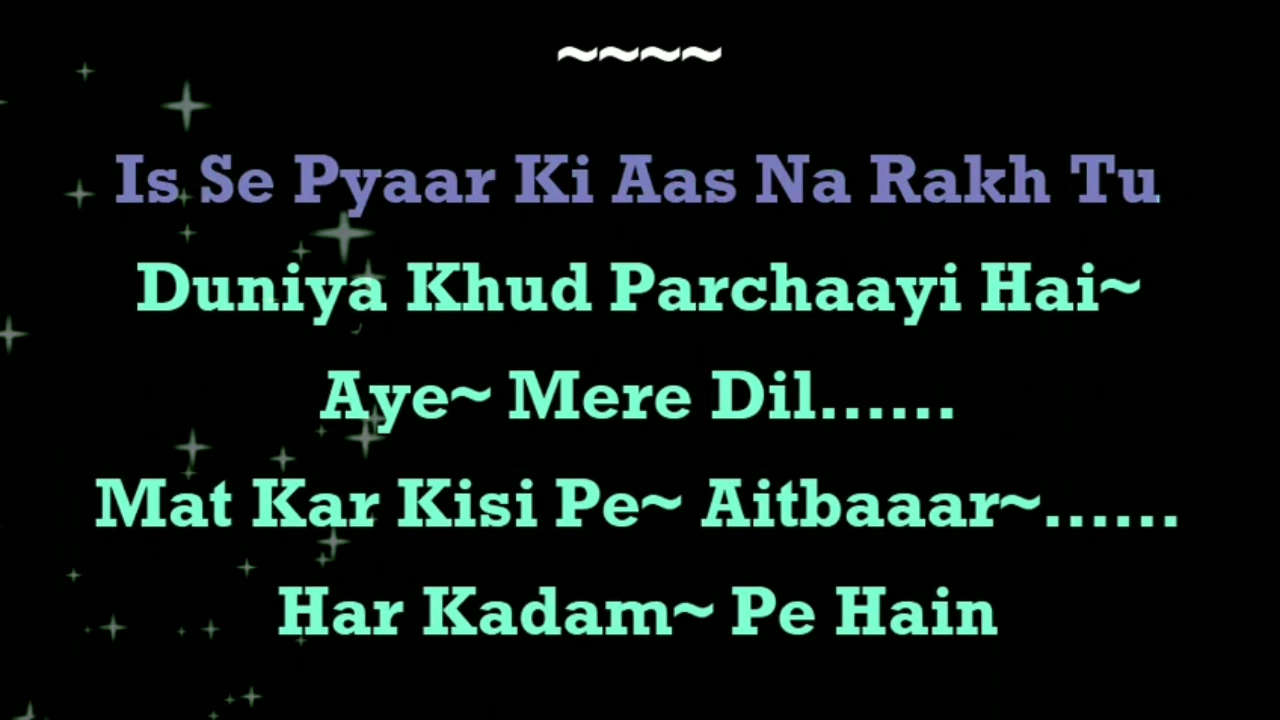 ~~~~
Is Se Pyaar Ki Aas Na Rakh Tu
Duniya Khud Parchaayi Hai~
Aye~ Mere Dil......
Mat Kar Kisi Pe~ Aitbaaar~......
Har Kadam~ Pe Hain